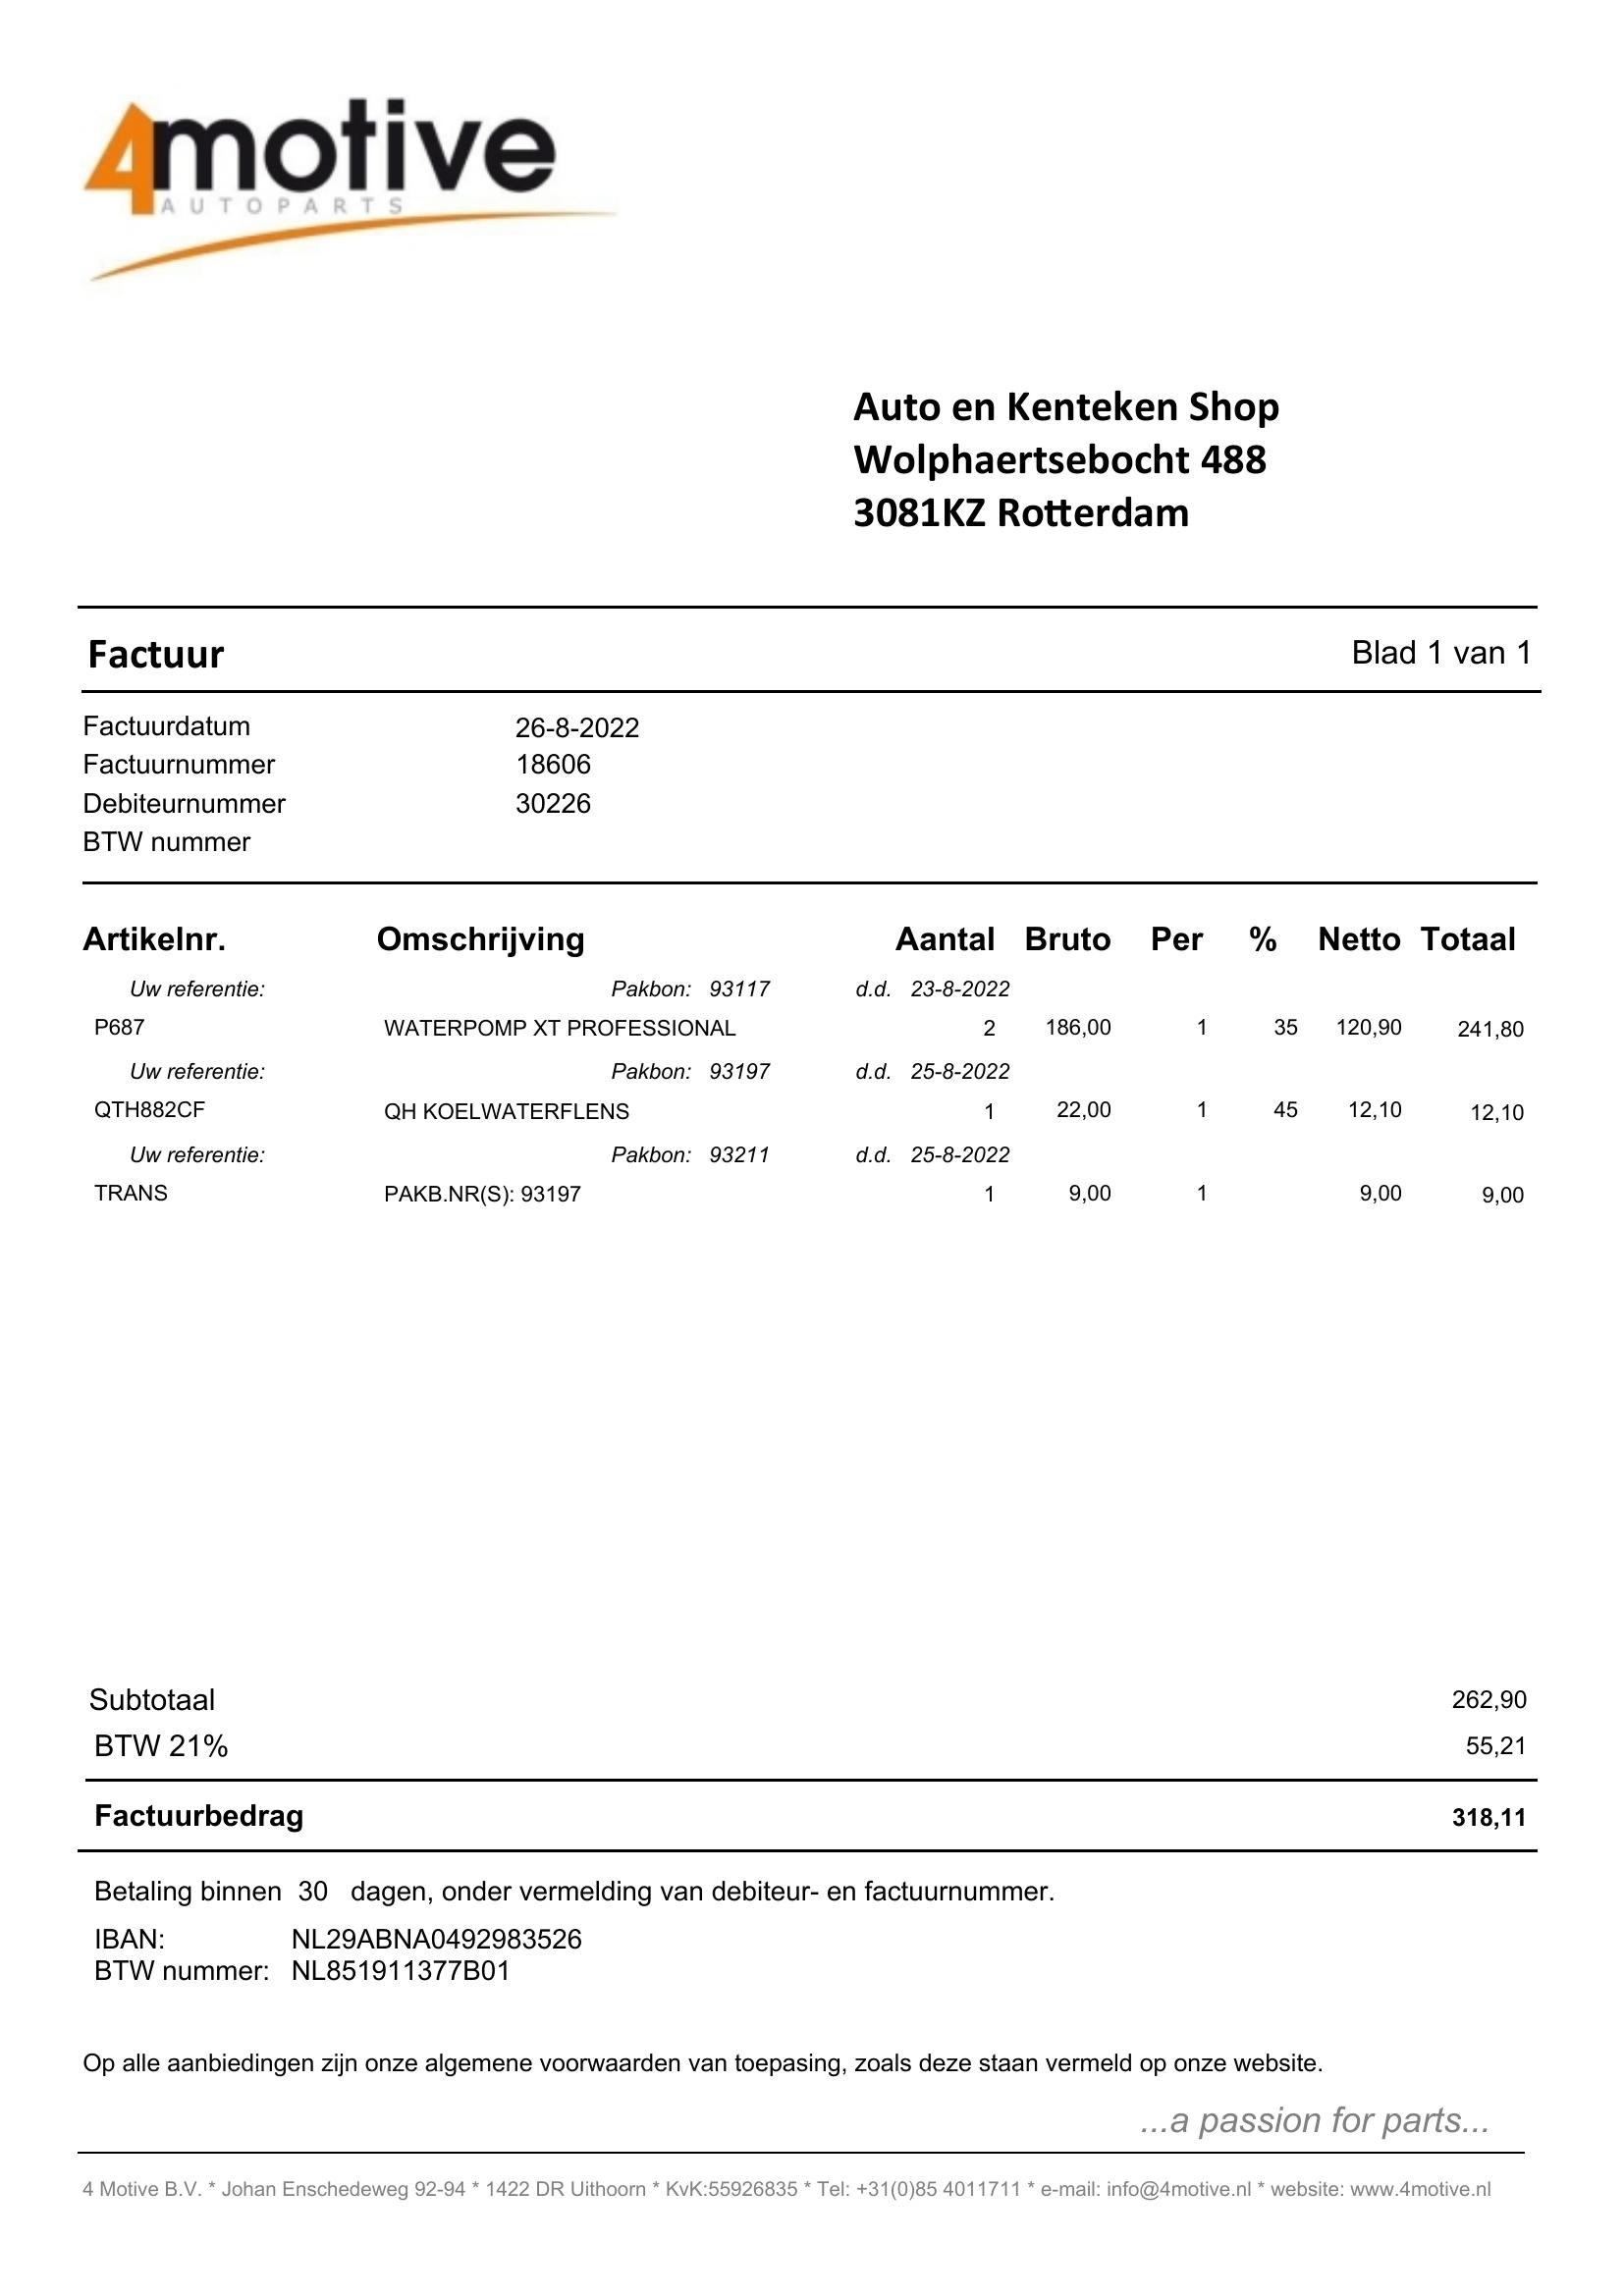 4motive
AUTOPARTS
Auto en Kenteken Shop
Wolphaertsebocht 488
3081KZ Rotterdam
Factuur Blad 1 van 1
Factuurdatum 26-8-2022
Factuurnummer 18606
Debiteurnummer 30226
BTW nummer
Artikelnr. Omschrijving Aantal Bruto Per % Netto Totaal
Uw referentie: Pakbon: 93117 d.d. 23-8-2022
P687 WATERPOMP XT PROFESSIONAL 2 186,00 1 35 120,90 241,80
Uw referentie: Pakbon: 93197 d.d. 25-8-2022
QTH882CF QH KOELWATERFLENS 1 22,00 1 45 12,10 12,10
Uw referentie: Pakbon: 93211 d.d. 25-8-2022
TRANS PAKB.NR(S): 93197 1 9,00 1 9,00 9,00
Subtotaal 262,90
BTW 21% 55,21
Factuurbedrag 318,11
Betaling binnen 30 dagen, onder vermelding van debiteur- en factuurnummer.
IBAN: NL29ABNA0492983526
BTW nummer: NL851911377B01
Op alle aanbiedingen zijn onze algemene voorwaarden van toepasing, zoals deze staan vermeld op onze website.
...a passion for parts...
4 Motive B.V. * Johan Enschedeweg 92-94 * 1422 DR Uithoorn * KvK:55926835 * Tel: +31(0)85 4011711 * e-mail: info@4motive.nl * website: www.4motive.nl